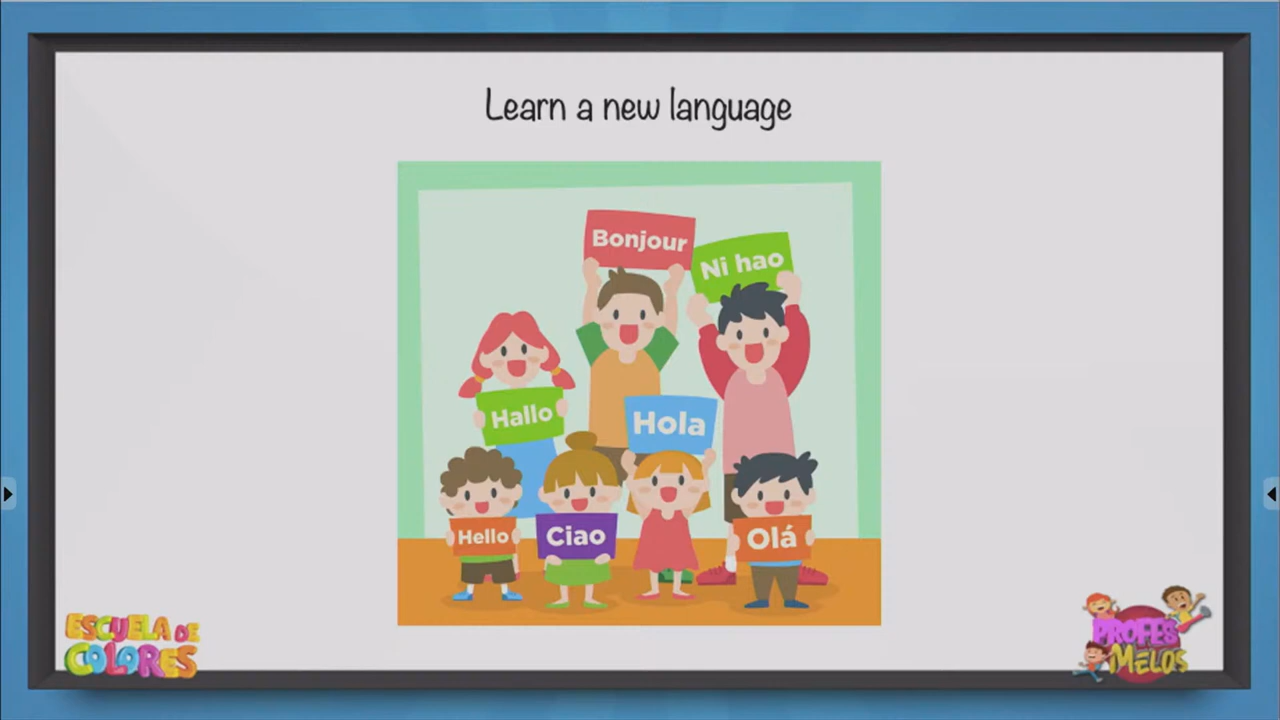 Learn a new language
Bonjour
Ni hao
Hallo
Hola
Hello
Ciao
Olá
ESCUELA DE
COLORES
PROFES
MELOS